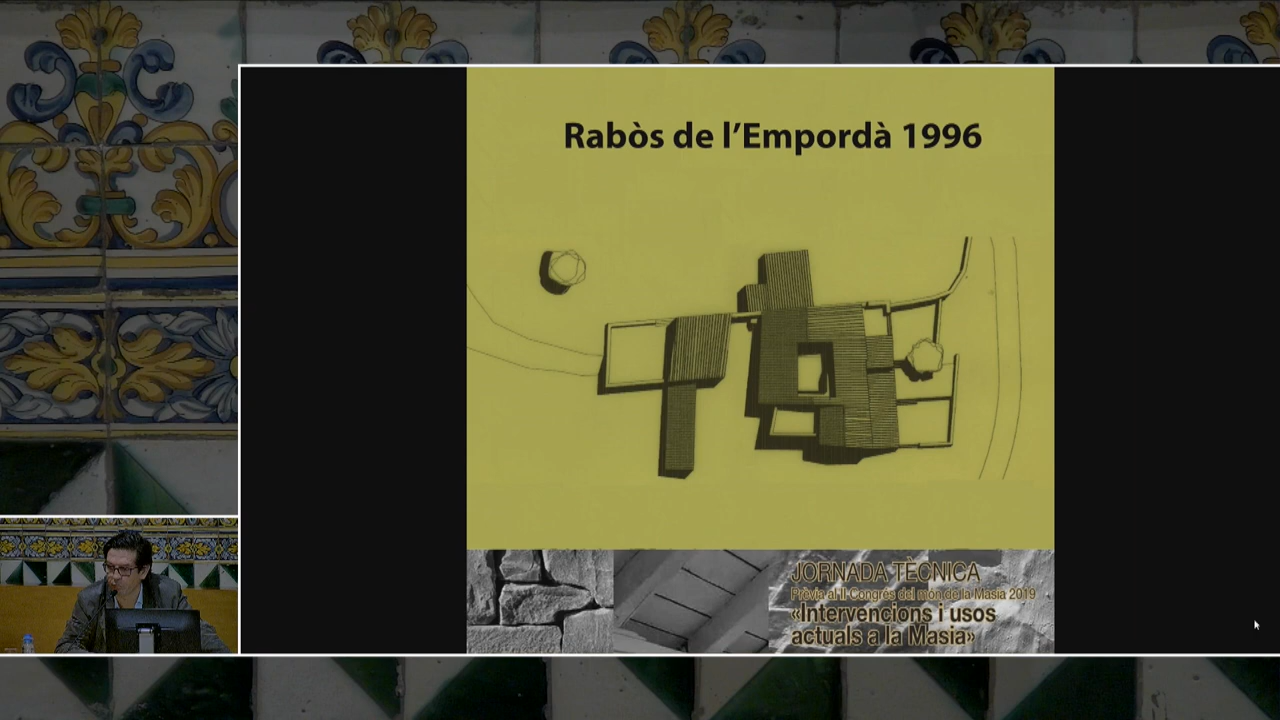 Rabòs de l'Empordà 1996
JORNADA TÈCNICA
Prèvia al II Congrés del món de la Masia 2019
«Intervencions i usos
actuals a la Masia»